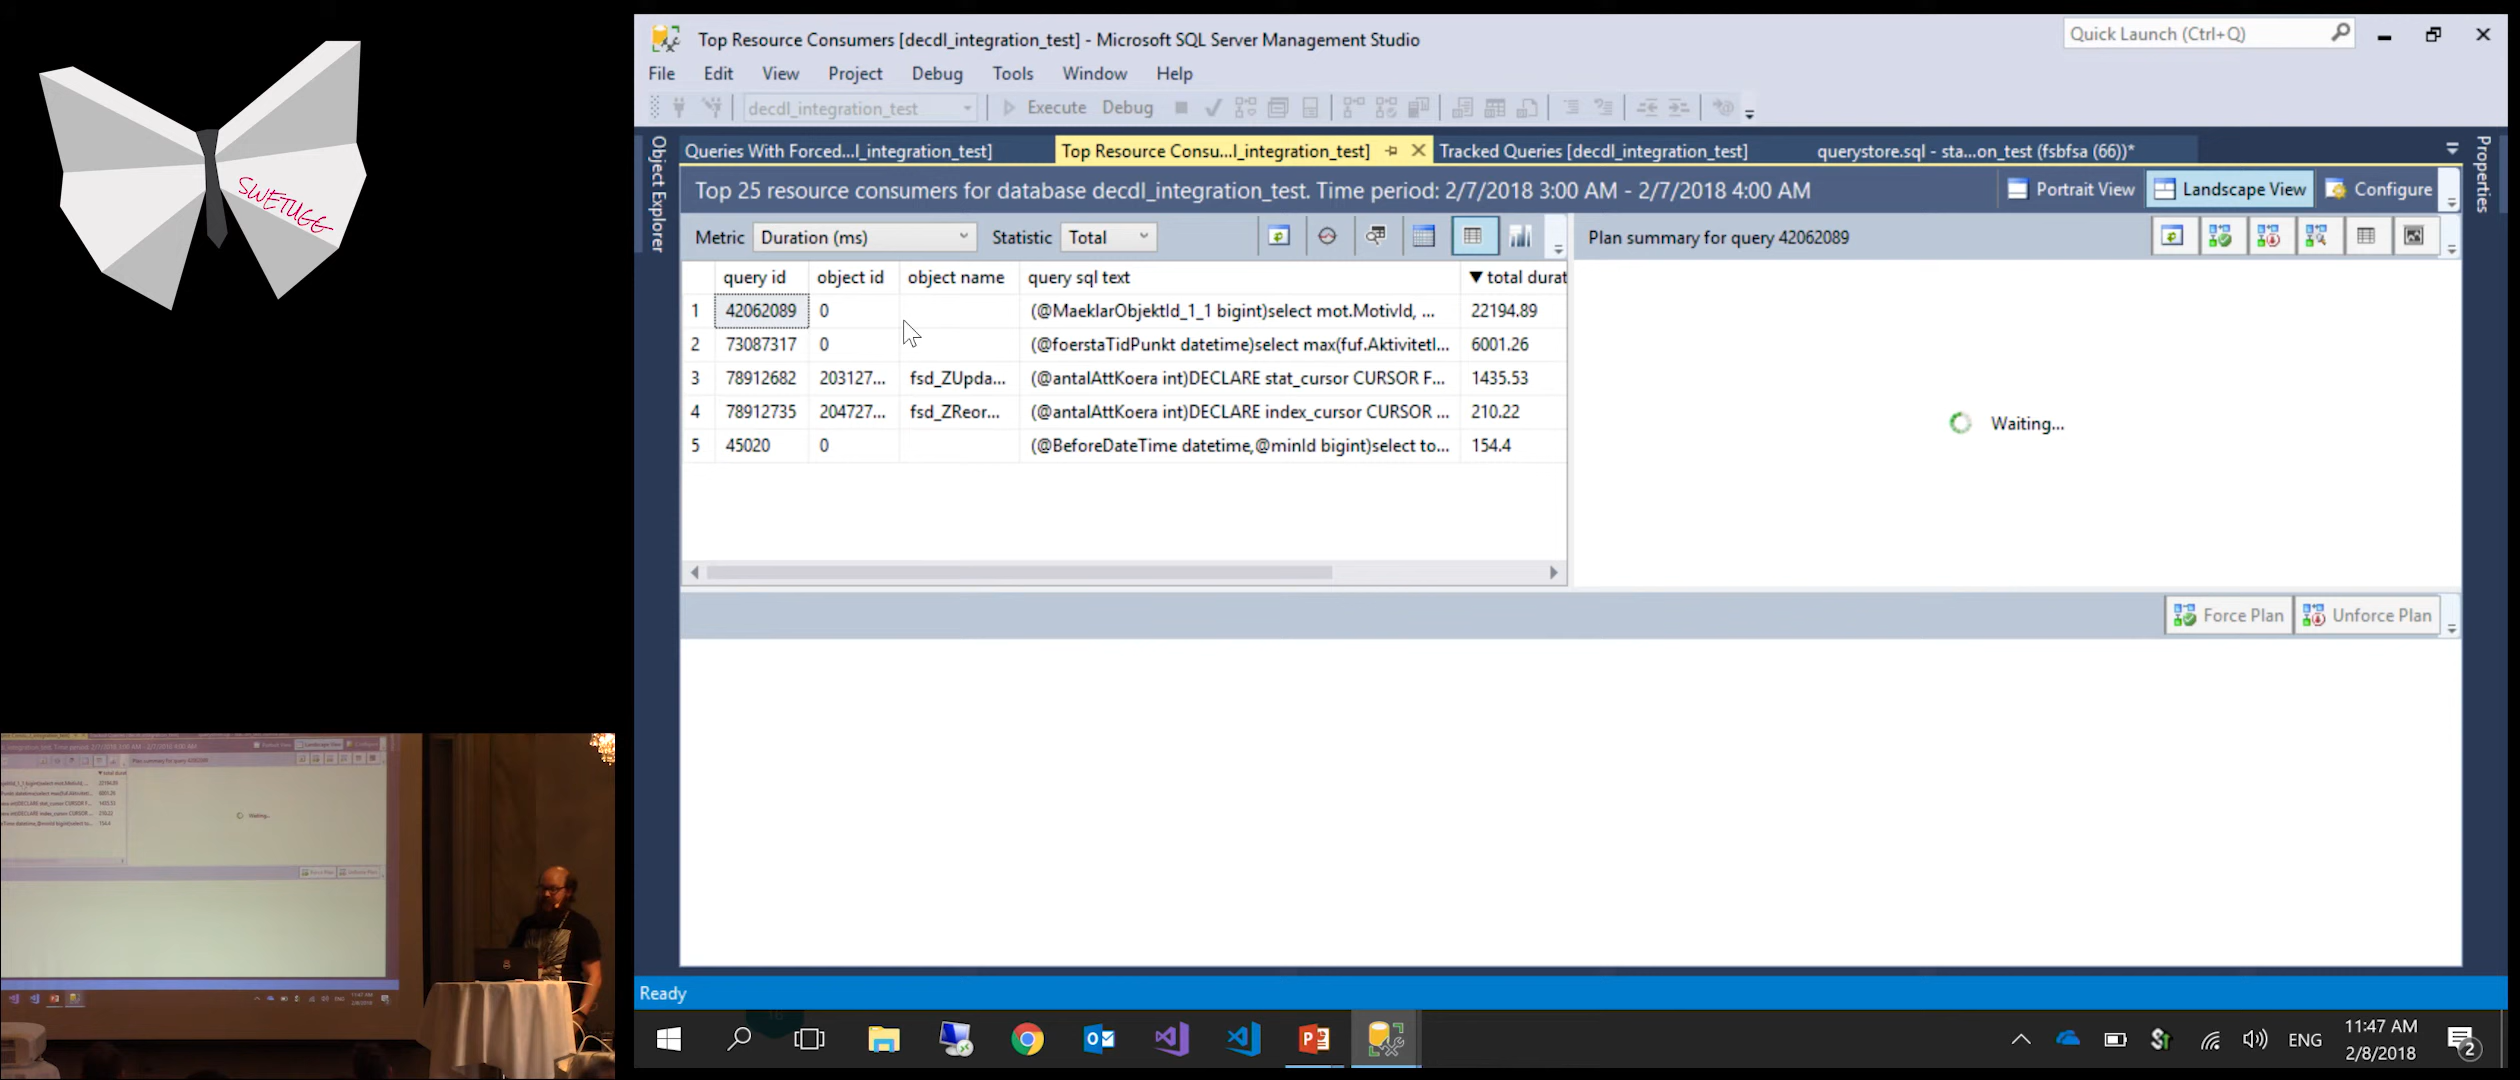 SWETUGG
Top Resource Consumers [decdl_integration_test] - Microsoft SQL Server Management Studio
Quick Launch (Ctrl+Q)
File Edit View Project Debug Tools Window Help
decdl_integration_test Execute Debug
Object Explorer
Queries With Forced...l_integration_test] Top Resource Consu...l_integration_test] Tracked Queries [decdl_integration_test] querystore.sql - sta...on_test (fsbfsa (66))*
Properties
Top 25 resource consumers for database decdl_integration_test. Time period: 2/7/2018 3:00 AM - 2/7/2018 4:00 AM
Portrait View Landscape View Configure
Metric Duration (ms) Statistic Total
Plan summary for query 42062089
query id object id object name query sql text total durat
1 42062089 0 (@MaeklarObjektId_1_1 bigint)select mot.MotivId, ... 22194.89
2 73087317 0 (@foerstaTidPunkt datetime)select max(fuf.AktivitetI... 6001.26
3 78912682 203127... fsd_ZUpda... (@antalAttKoera int)DECLARE stat_cursor CURSOR F... 1435.53
4 78912735 204727... fsd_ZReor... (@antalAttKoera int)DECLARE index_cursor CURSOR ... 210.22
5 45020 0 (@BeforeDateTime datetime,@minId bigint)select to... 154.4
Waiting...
Force Plan Unforce Plan
Ready
ENG
11:47 AM
2/8/2018
2